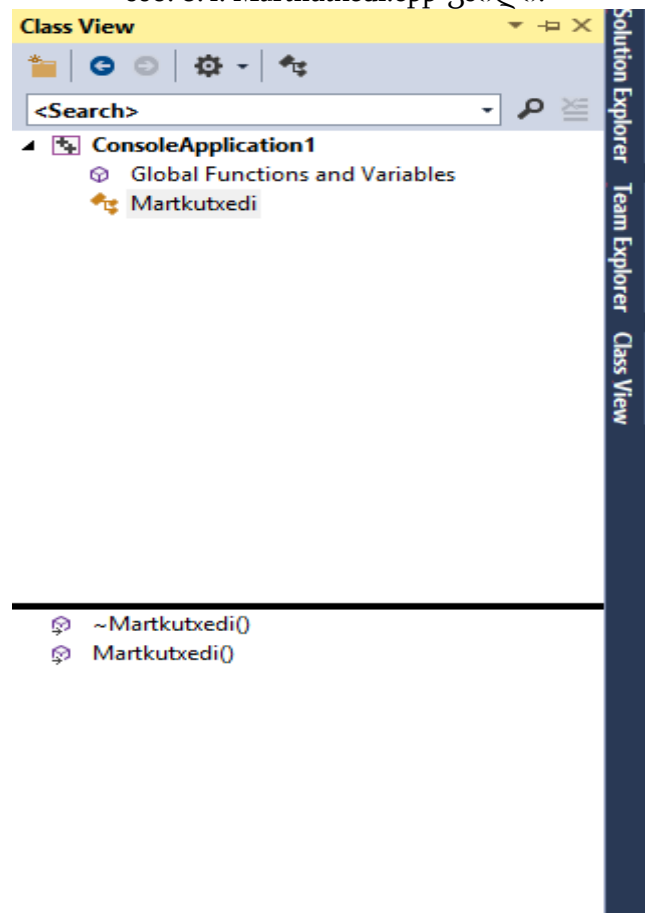 Class View
<Search>
ConsoleApplication1
Global Functions and Variables
Martkutxedi
~Martkutxedi()
Martkutxedi()
Solution Explorer
Team Explorer
Class View